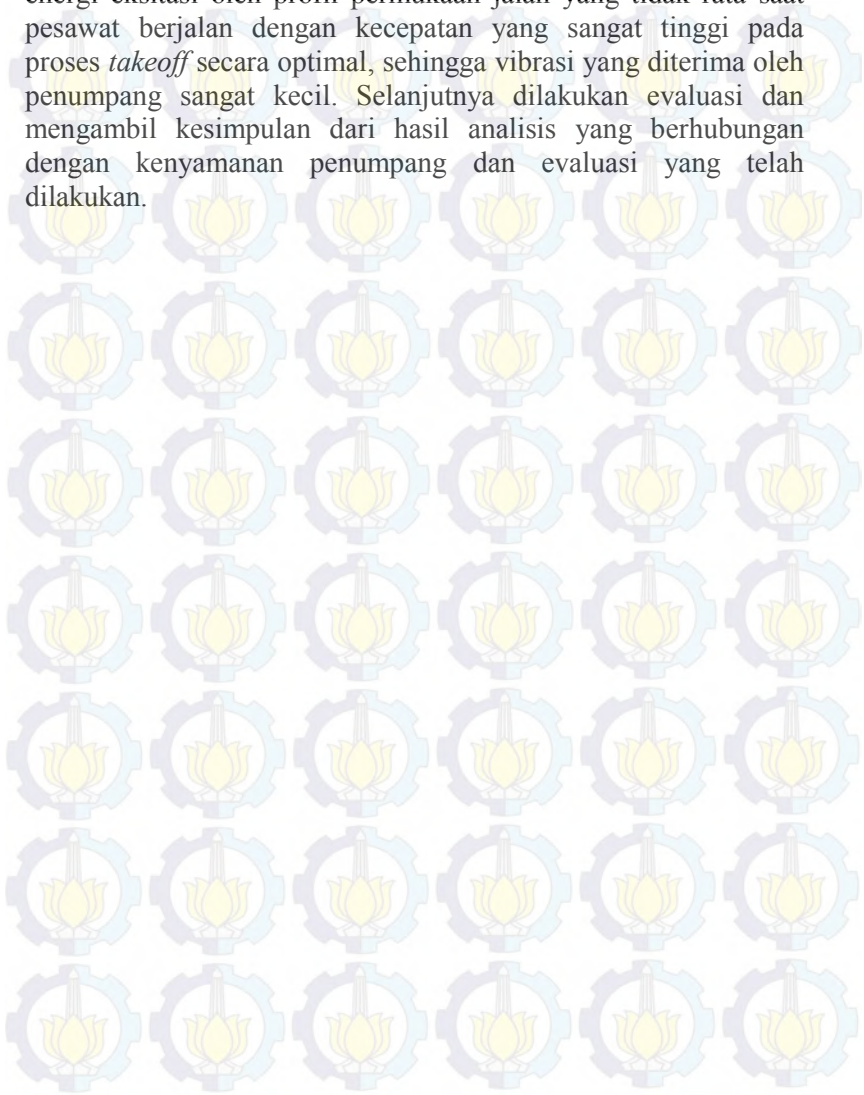 energi eksitasi oleh profil permukaan jalan yang tidak rata saat
pesawat berjalan dengan kecepatan yang sangat tinggi pada
proses takeoff secara optimal, sehingga vibrasi yang diterima oleh
penumpang sangat kecil. Selanjutnya dilakukan evaluasi dan
mengambil kesimpulan dari hasil analisis yang berhubungan
dengan kenyamanan penumpang dan evaluasi yang telah
dilakukan.